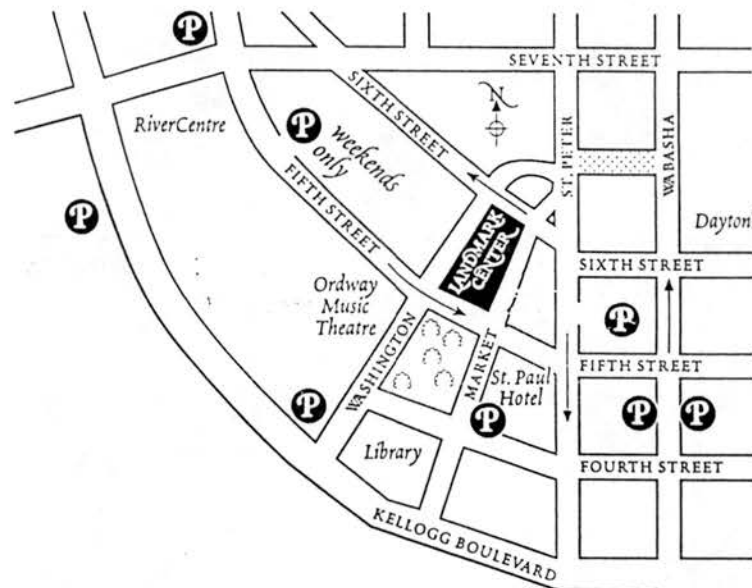 P
SEVENTH STREET
N
SIXTH STREET
RiverCentre
P
weekends
only
ST. PETER
WABASHA
P
FIFTH STREET
Dayton
LANDMARK
CENTER
SIXTH STREET
Ordway
Music
Theatre
P
WASHINGTON
MARKET
FIFTH STREET
St. Paul
Hotel
P
P
P
P
Library
FOURTH STREET
KELLOGG BOULEVARD